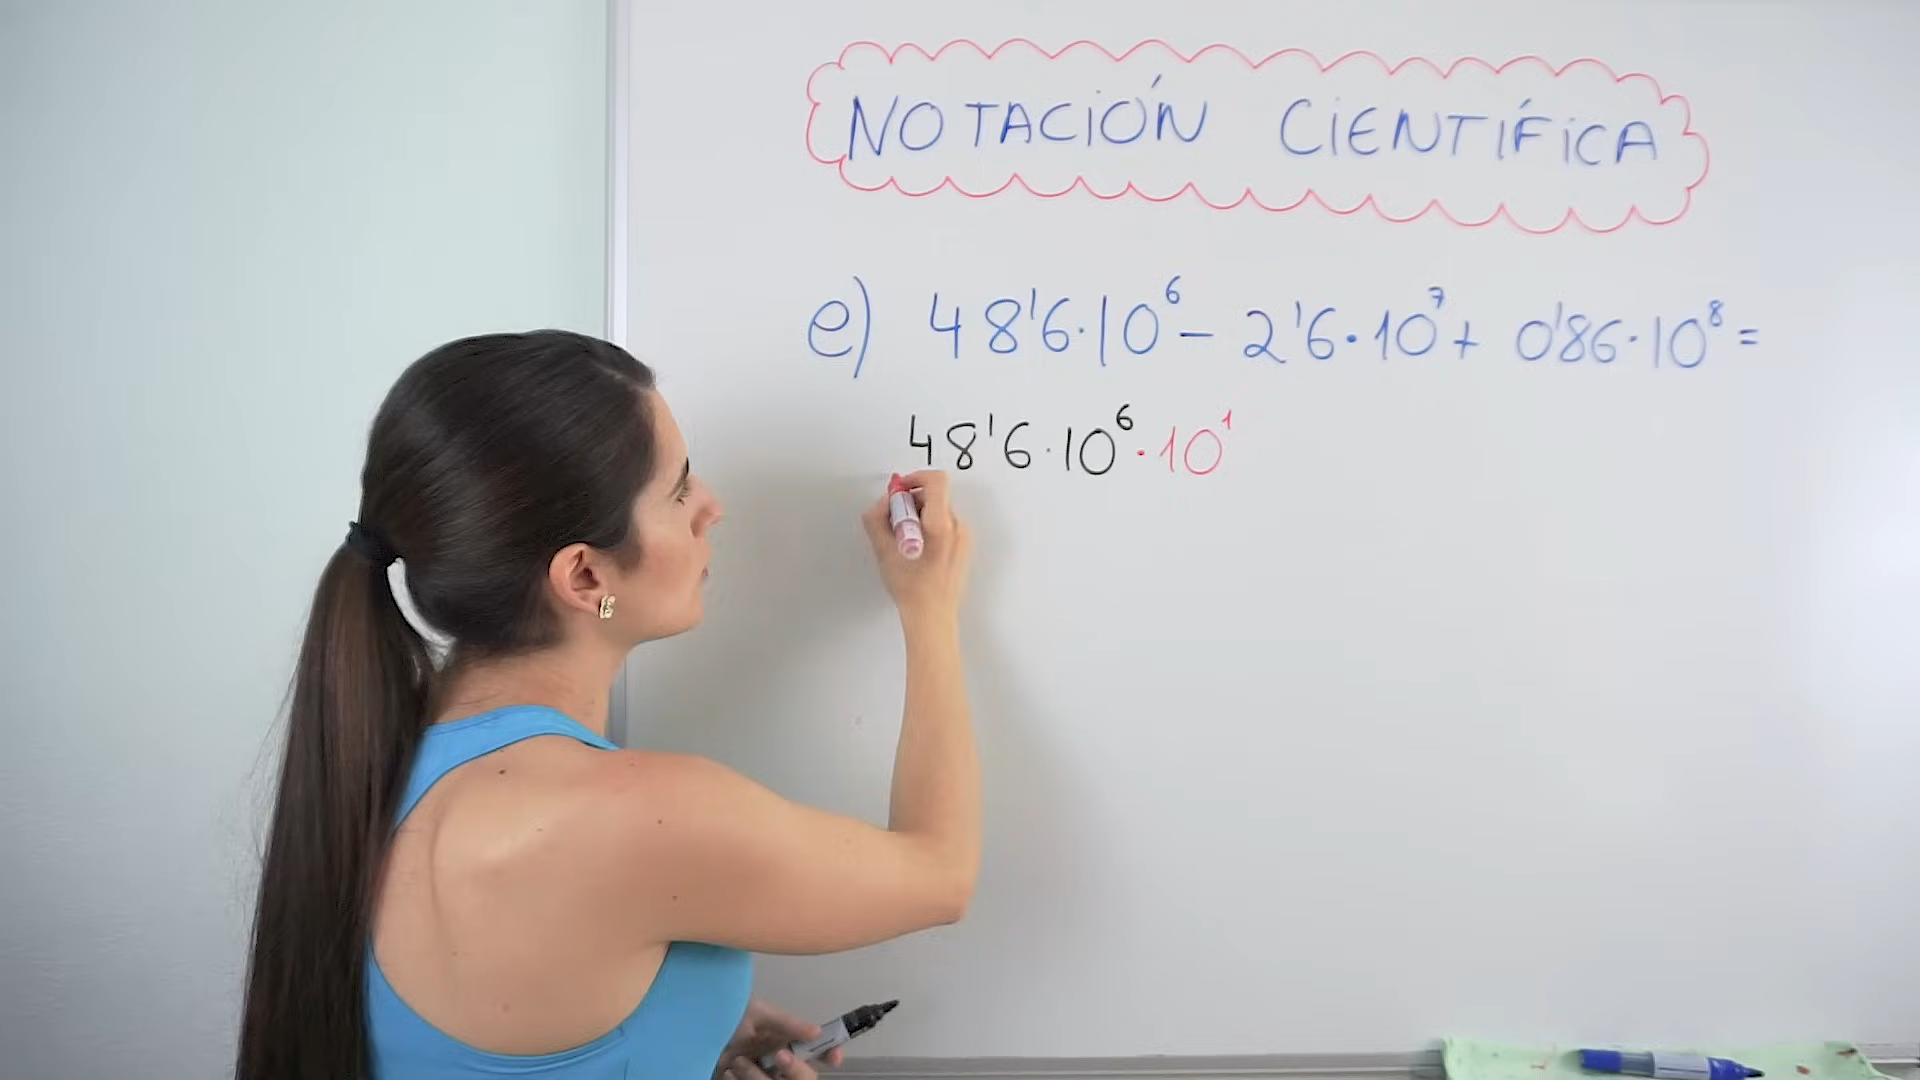 NOTACIÓN CIENTÍFICA
e) 48'6·10⁶ - 2'6·10⁷ + 0'86·10⁸ =
48'6·10⁶·10¹